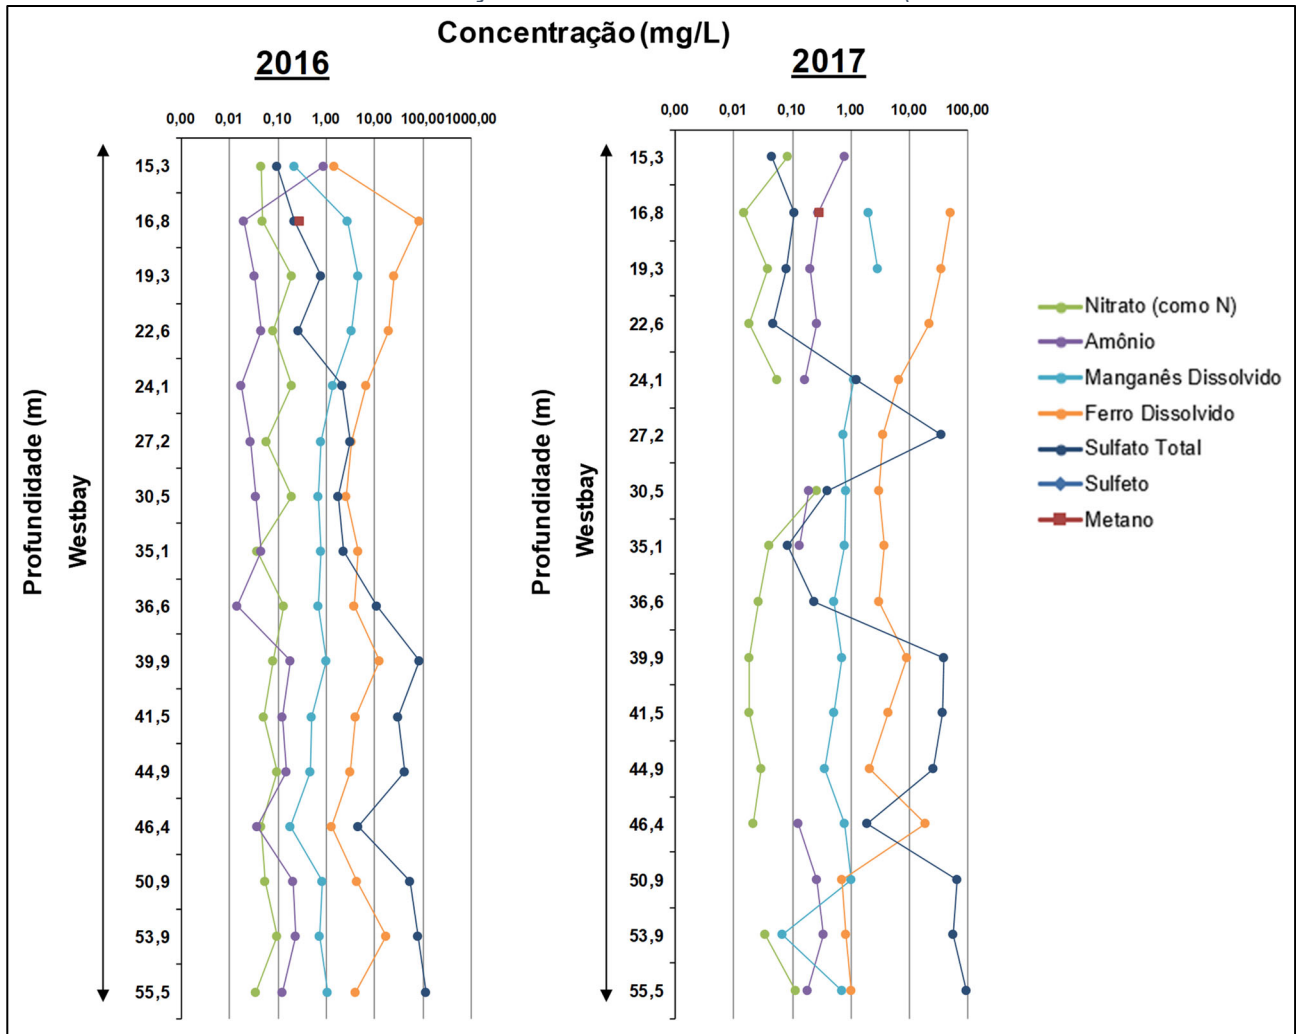 Concentração (mg/L)
2016
2017
0,00 0,01 0,10 1,00 10,00 100,001000,00
0,00 0,01 0,10 1,00 10,00 100,00
Profundidade (m)
Westbay
15,3
16,8
19,3
22,6
24,1
27,2
30,5
35,1
36,6
39,9
41,5
44,9
46,4
50,9
53,9
55,5
Profundidade (m)
Westbay
15,3
16,8
19,3
22,6
24,1
27,2
30,5
35,1
36,6
39,9
41,5
44,9
46,4
50,9
53,9
55,5
Nitrato (como N)
Amônio
Manganês Dissolvido
Ferro Dissolvido
Sulfato Total
Sulfeto
Metano